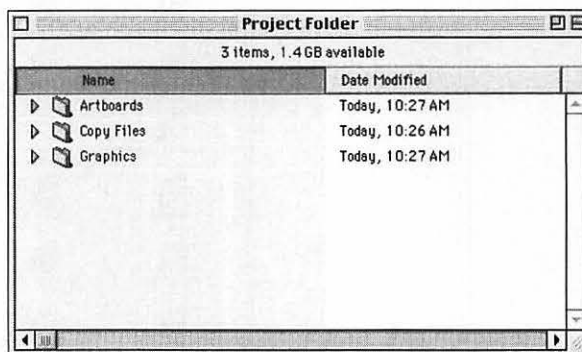 Project Folder
3 items, 1.4 GB available
Name Date Modified
Artboards Today, 10:27 AM
Copy Files Today, 10:26 AM
Graphics Today, 10:27 AM